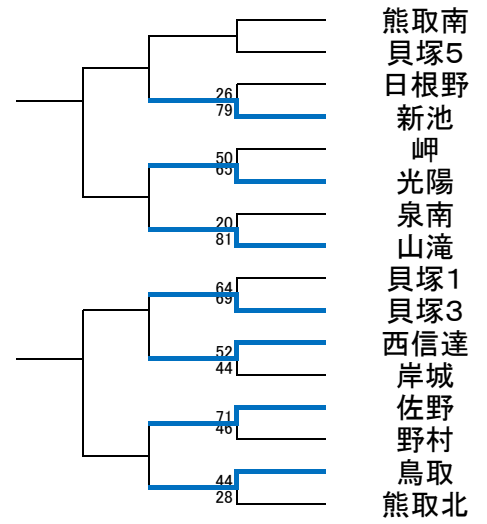 熊取南
貝塚5
日根野
26
79
新池
岬
50
65
光陽
泉南
20
81
山滝
貝塚1
64
69
貝塚3
西信達
52
44
岸城
佐野
71
46
野村
鳥取
44
28
熊取北